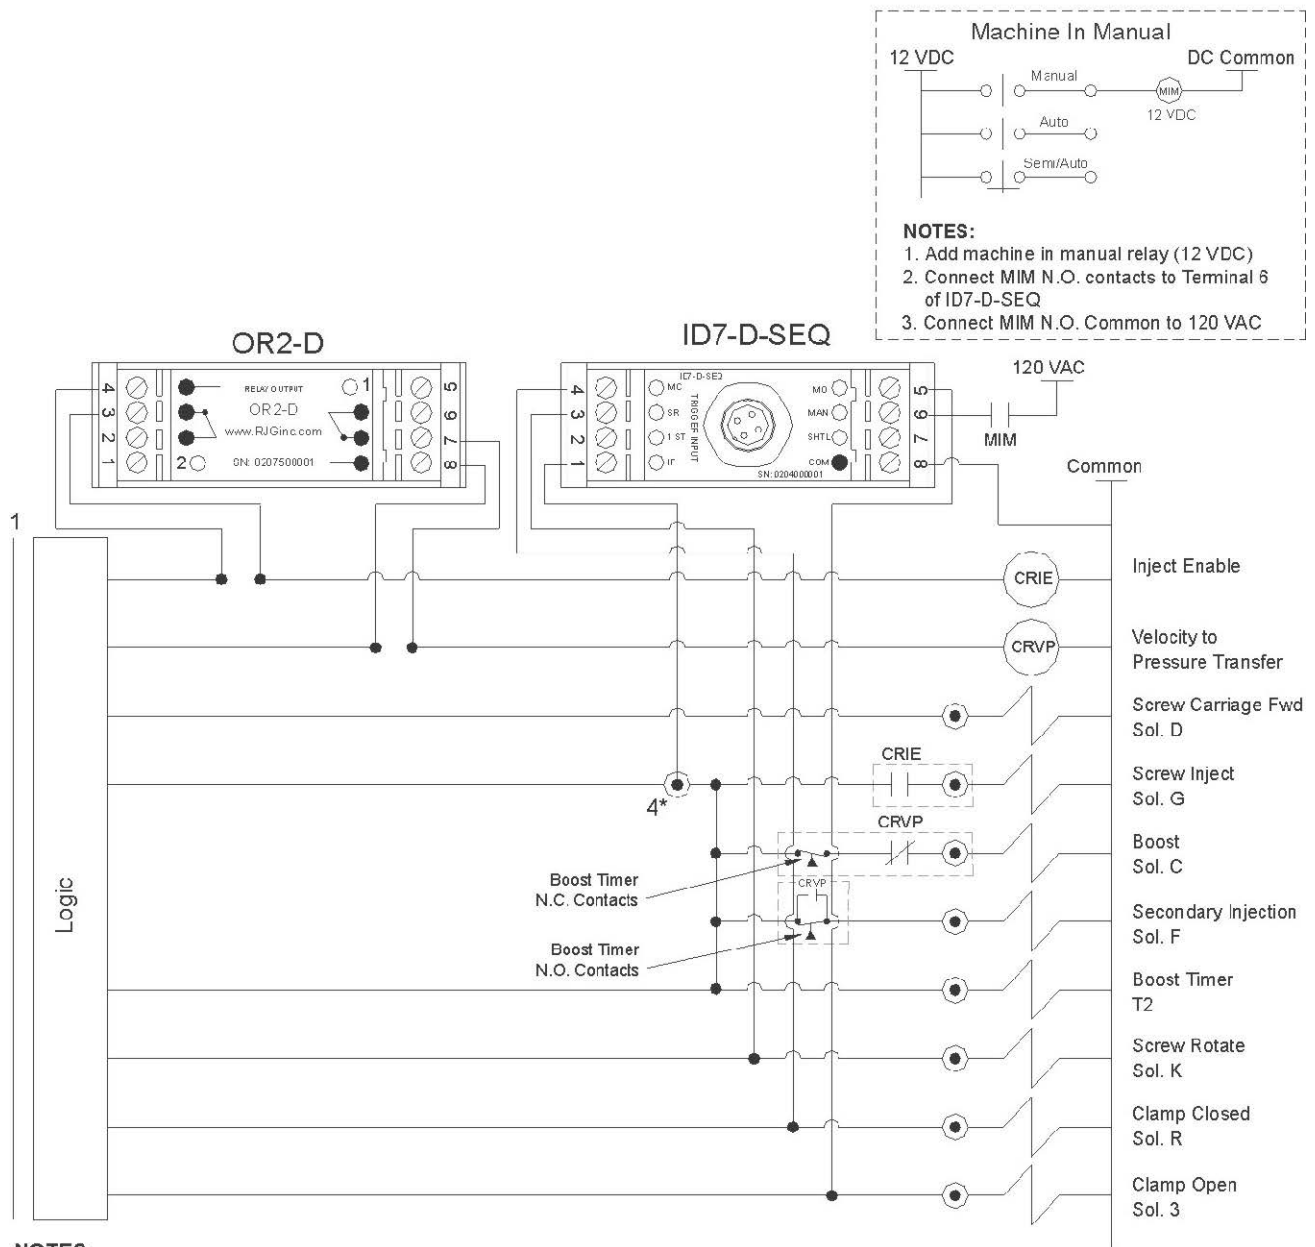 Machine In Manual
12 VDC
DC Common
Manual
MIM
12 VDC
Auto
Semi/Auto
NOTES:
1. Add machine in manual relay (12 VDC)
2. Connect MIM N.O. contacts to Terminal 6
of ID7-D-SEQ
3. Connect MIM N.O. Common to 120 VAC
OR2-D
4
3
2
1
RELAY OUTPUT
OR2-D
www.RJGinc.com
SN: 0207500001
1
2
5
6
7
8
ID7-D-SEQ
4
3
2
1
ID7-D-SEQ
MC
SR
1 ST
IF
TRIGGER INPUT
MO
MAN
SHTL
COM
SN: 0204000001
5
6
7
8
120 VAC
MIM
Common
1
Logic
CRIE
Inject Enable
CRVP
Velocity to
Pressure Transfer
Screw Carriage Fwd
Sol. D
4*
CRIE
Screw Inject
Sol. G
CRVP
Boost
Sol. C
Boost Timer
N.C. Contacts
CRVP
Secondary Injection
Sol. F
Boost Timer
N.O. Contacts
Boost Timer
T2
Screw Rotate
Sol. K
Clamp Closed
Sol. R
Clamp Open
Sol. 3
NOTES